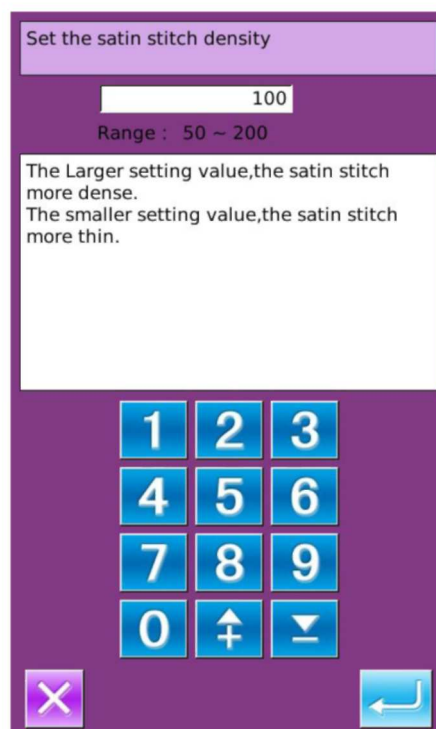 Set the satin stitch density
100
Range : 50 ~ 200
The Larger setting value,the satin stitch
more dense.
The smaller setting value,the satin stitch
more thin.
1 2 3
4 5 6
7 8 9
0